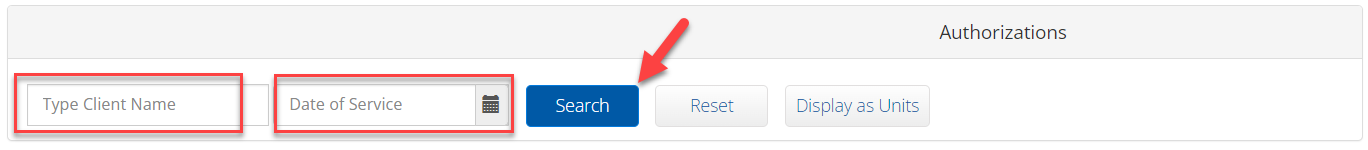 Authorizations
Type Client Name
Date of Service
Search
Reset
Display as Units